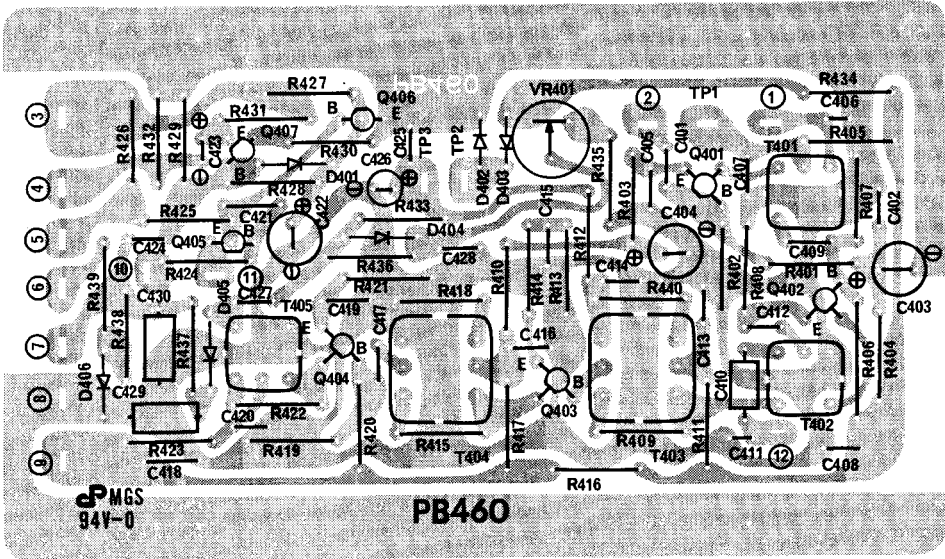 R427
R434
Q406
VR401
② TP1 ①
C406
③
R431
B E
+
R405
R426
R432
R429
C423
E Q407
R430
C425
TP3
TP2
R435
C405
C401
Q401
T401
C426
B
④
−
R428
D401
− +
D402
D403
C415
R403
E B
C407
R407
C402
R425
+
C421
C422
R433
C404
−
⑤
C424
Q405
E B
D404
R412
C409
−
R436
C428
R410
R414
R413
C414
+
R402
R408
R401 B
⑩
R424
⑪
−
⑥
R439
R421
Q402
+
C430
D405
C427
T405
C419
R418
R440
C412
C403
R438
E
E
⑦
R437
B
C417
C416
C413
R406
R404
E
D406
C429
Q404
B
C410
⑧
Q403
C420
R422
R420
T402
R423
R419
R415
R417
R409
R411
⑨
C418
T404
T403
C411
⑫
C408
R416
MGS
94V-0
PB460